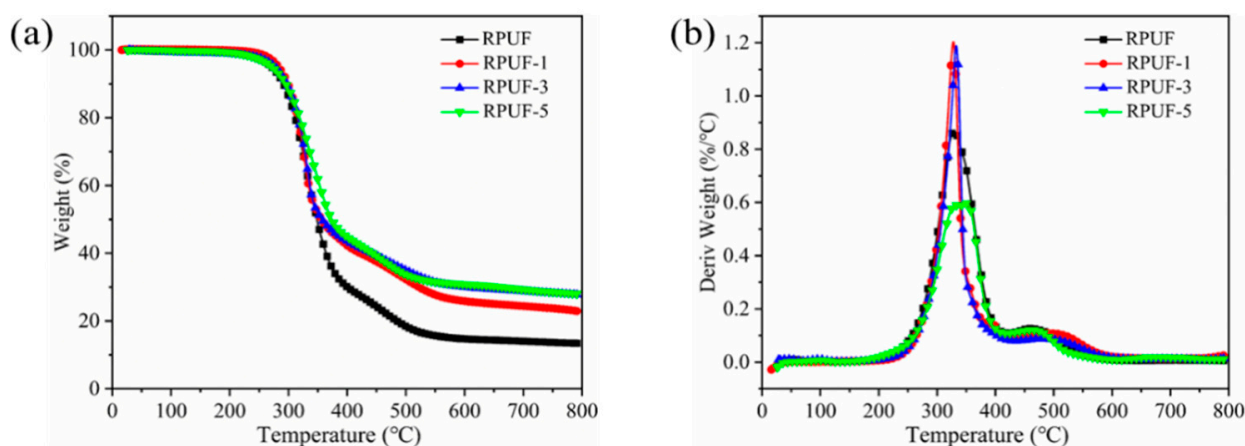 (a)
100
80
60
40
20
0
Weight (%)
RPUF
RPUF-1
RPUF-3
RPUF-5
0 100 200 300 400 500 600 700 800
Temperature (℃)
(b)
1.2
1.0
0.8
0.6
0.4
0.2
0.0
Deriv Weight (%/℃)
RPUF
RPUF-1
RPUF-3
RPUF-5
0 100 200 300 400 500 600 700 800
Temperature (℃)